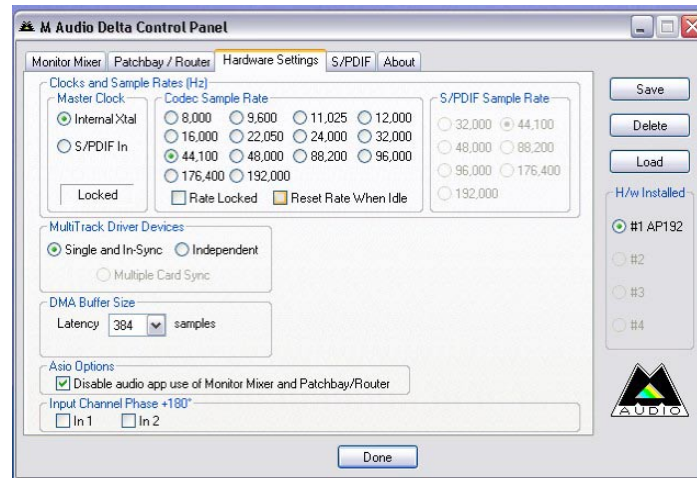 M Audio Delta Control Panel
Monitor Mixer Patchbay / Router Hardware Settings S/PDIF About
Clocks and Sample Rates (Hz)
Master Clock
Internal Xtal
S/PDIF In
Locked
Codec Sample Rate
8,000 9,600 11,025 12,000
16,000 22,050 24,000 32,000
44,100 48,000 88,200 96,000
176,400 192,000
Rate Locked Reset Rate When Idle
S/PDIF Sample Rate
32,000 44,100
48,000 88,200
96,000 176,400
192,000
MultiTrack Driver Devices
Single and In-Sync Independent
Multiple Card Sync
DMA Buffer Size
Latency 384 samples
Asio Options
Disable audio app use of Monitor Mixer and Patchbay/Router
Input Channel Phase +180°
In 1 In 2
Save
Delete
Load
H/w Installed
#1 AP192
#2
#3
#4
M AUDIO
Done